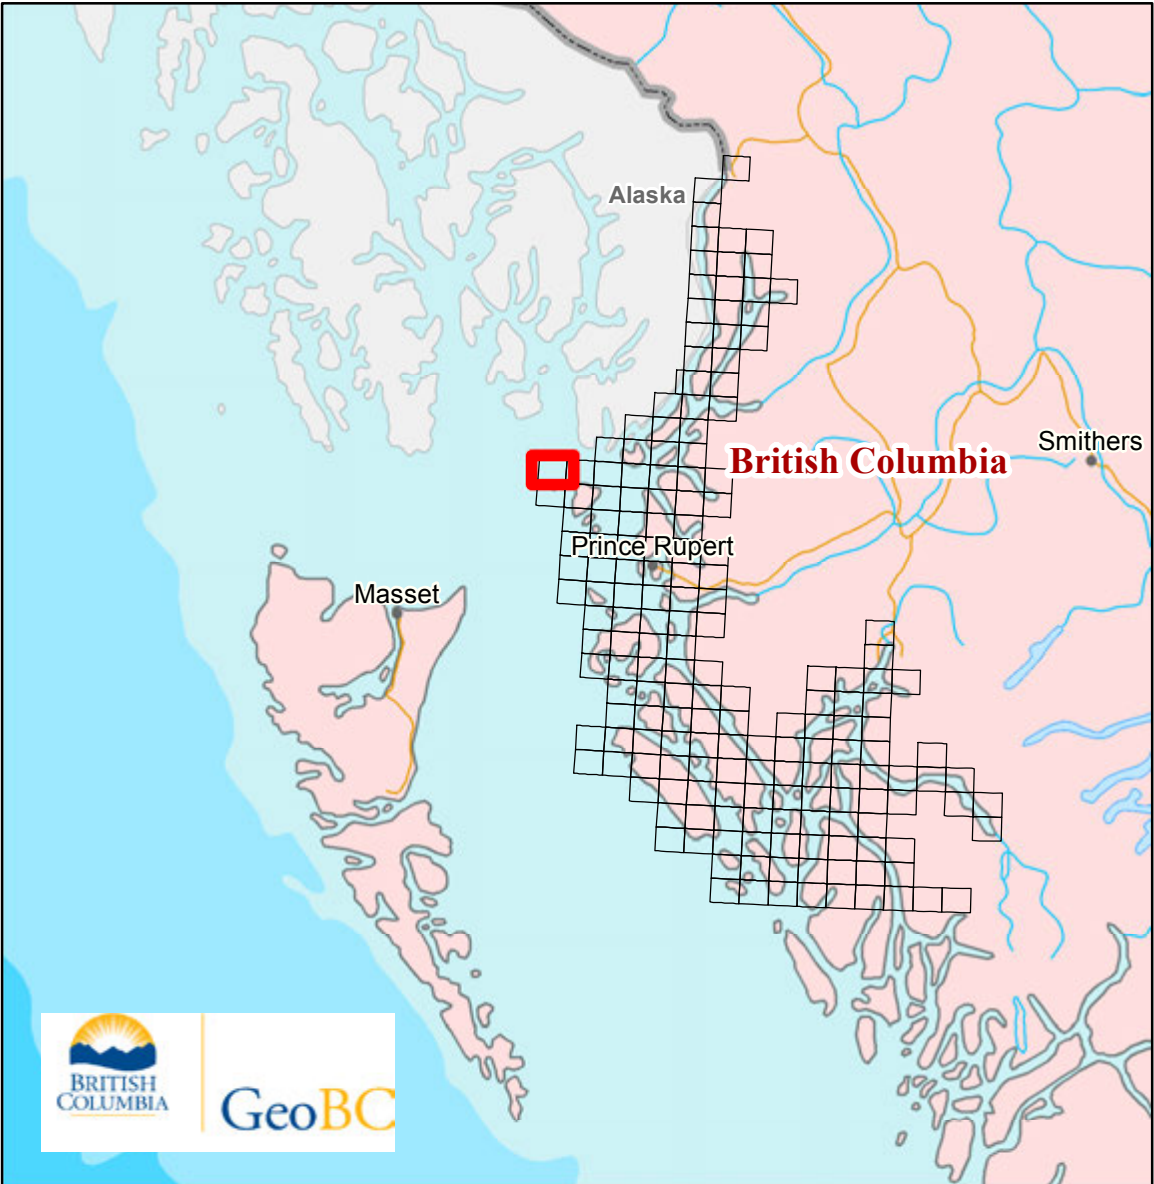 Alaska
Smithers
British Columbia
Prince Rupert
Masset
BRITISH
COLUMBIA
GeoBC